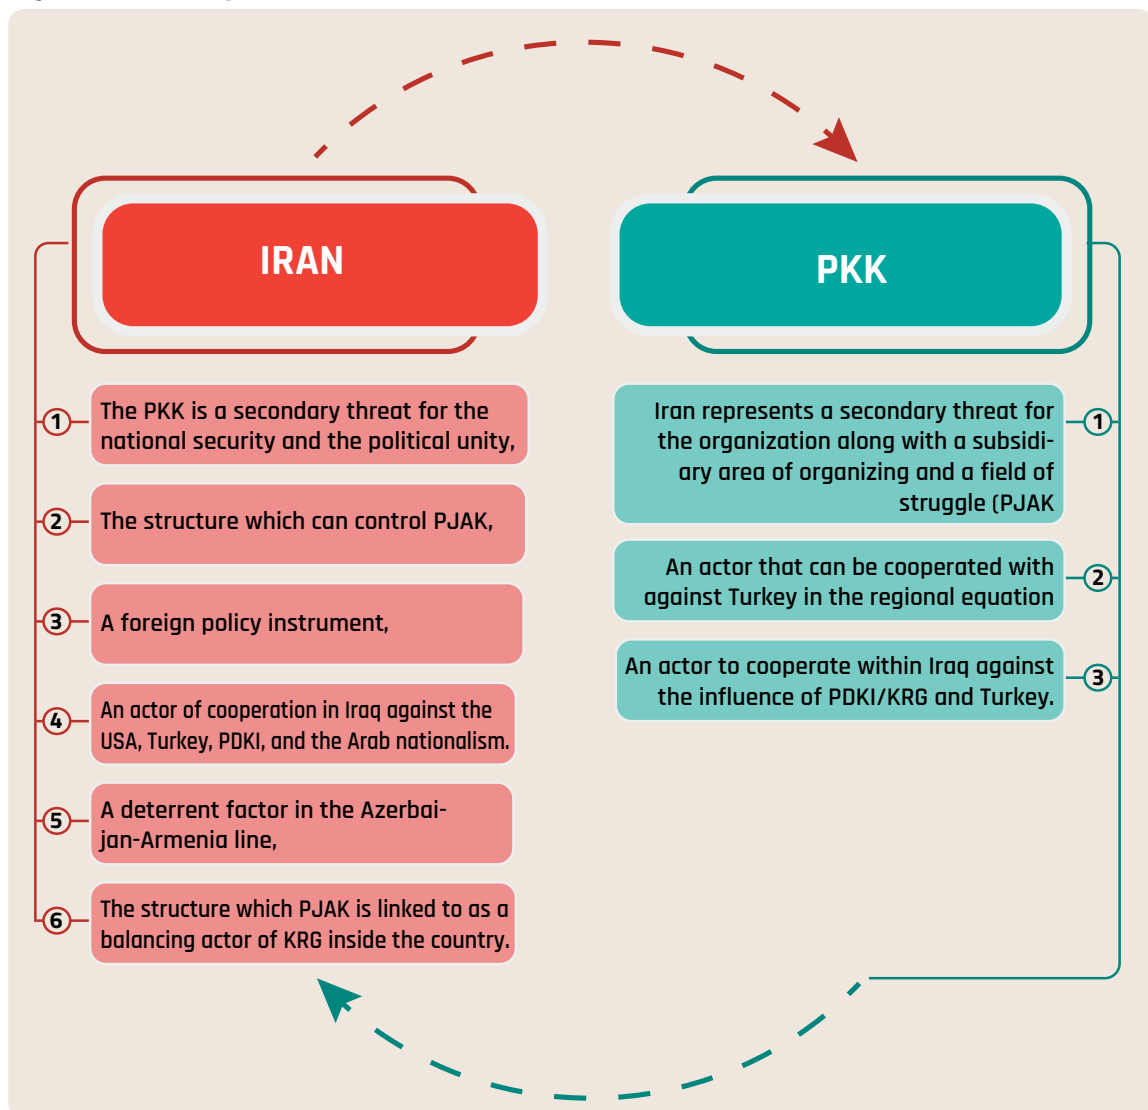 IRAN
1
The PKK is a secondary threat for the
national security and the political unity,
2
The structure which can control PJAK,
3
A foreign policy instrument,
4
An actor of cooperation in Iraq against the
USA, Turkey, PDKI, and the Arab nationalism.
5
A deterrent factor in the Azerbai-
jan-Armenia line,
6
The structure which PJAK is linked to as a
balancing actor of KRG inside the country.
PKK
Iran represents a secondary threat for
the organization along with a subsidi-
ary area of organizing and a field of
struggle (PJAK
1
An actor that can be cooperated with
against Turkey in the regional equation
2
An actor to cooperate within Iraq against
the influence of PDKI/KRG and Turkey.
3